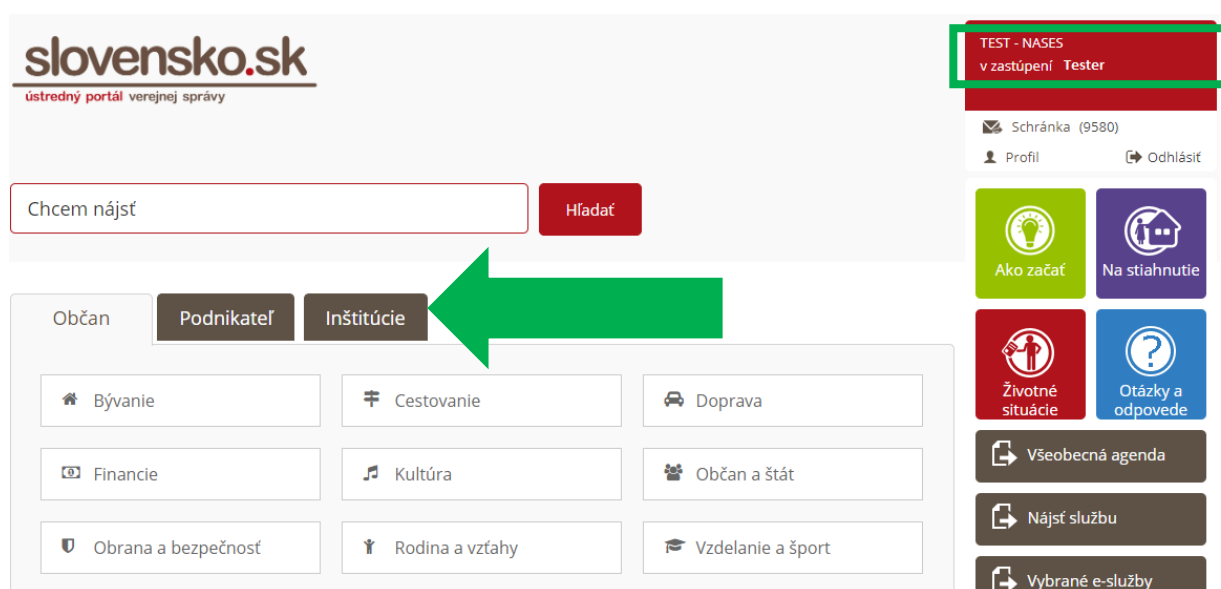 slovensko.sk
ústredný portál verejnej správy
TEST - NASES
v zastúpení Tester
Schránka (9580)
Profil
Odhlásiť
Chcem nájsť
Hľadať
Ako začať
Na stiahnutie
Občan
Podnikateľ
Inštitúcie
Životné
situácie
Otázky a
odpovede
Bývanie
Cestovanie
Doprava
Financie
Kultúra
Občan a štát
Obrana a bezpečnosť
Rodina a vzťahy
Vzdelanie a šport
Všeobecná agenda
Nájsť službu
Vybrané e-služby